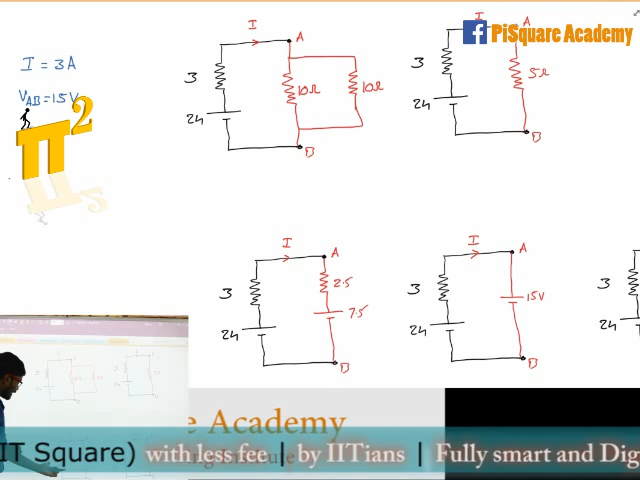 PiSquare Academy
I = 3A
V_AB = 15V
π²
I
A
3
10Ω
10Ω
24
B
I
A
3
5Ω
24
B
I
A
3
2.5
24
7.5
B
I
A
3
15V
24
B
3
24
e Academy
IT Square) with less fee | by IITians | Fully smart and Dig